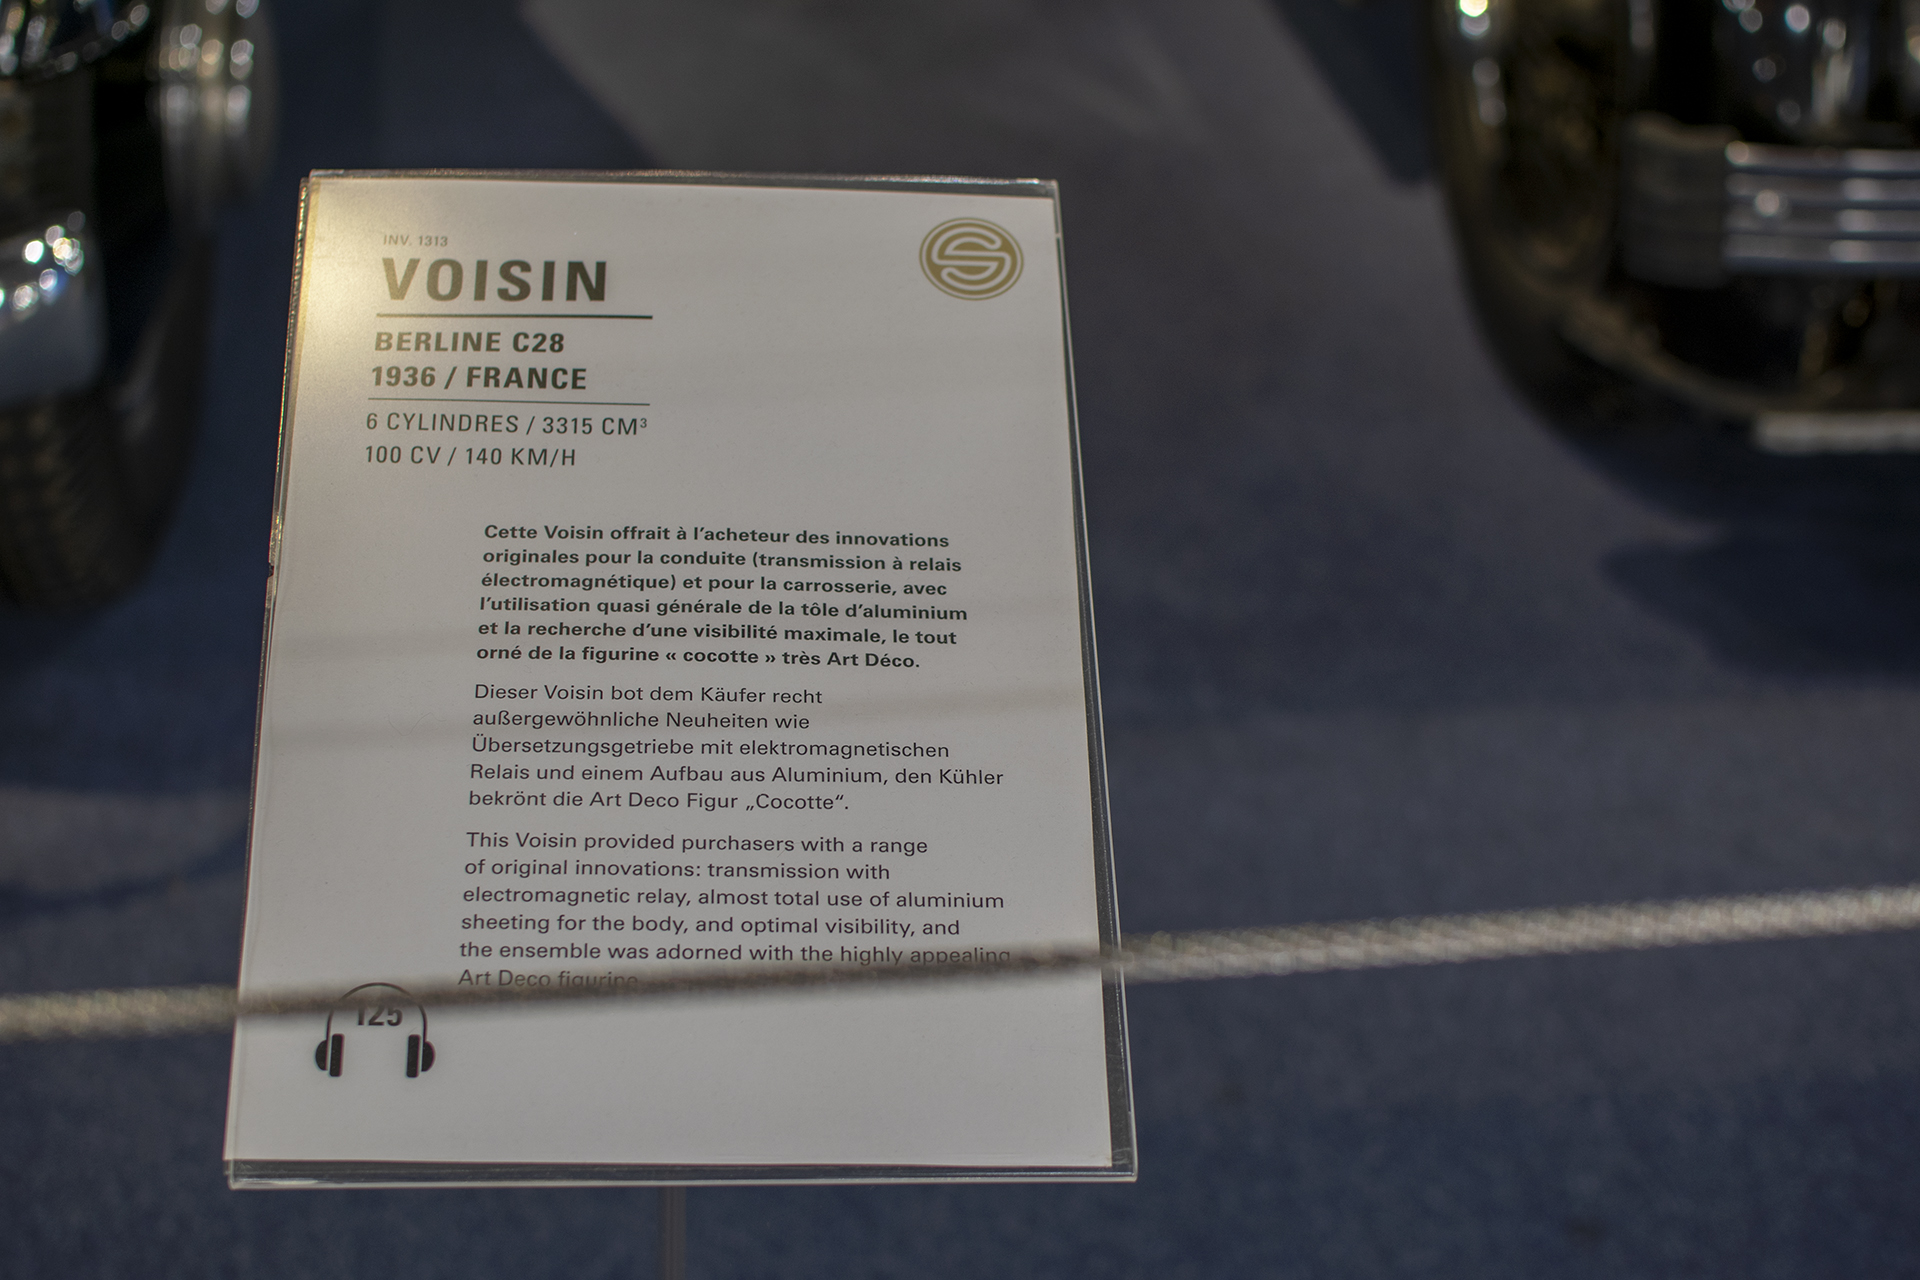 INV. 1313
VOISIN
BERLINE C28
1936 / FRANCE
6 CYLINDRES / 3315 CM³
100 CV / 140 KM/H
Cette Voisin offrait à l’acheteur des innovations
originales pour la conduite (transmission à relais
électromagnétique) et pour la carrosserie, avec
l’utilisation quasi générale de la tôle d’aluminium
et la recherche d’une visibilité maximale, le tout
orné de la figurine « cocotte » très Art Déco.
Dieser Voisin bot dem Käufer recht
außergewöhnliche Neuheiten wie
Übersetzungsgetriebe mit elektromagnetischen
Relais und einem Aufbau aus Aluminium, den Kühler
bekrönt die Art Deco Figur „Cocotte“.
This Voisin provided purchasers with a range
of original innovations: transmission with
electromagnetic relay, almost total use of aluminium
sheeting for the body, and optimal visibility, and
the ensemble was adorned with the highly appealing
Art Deco figurine.
125